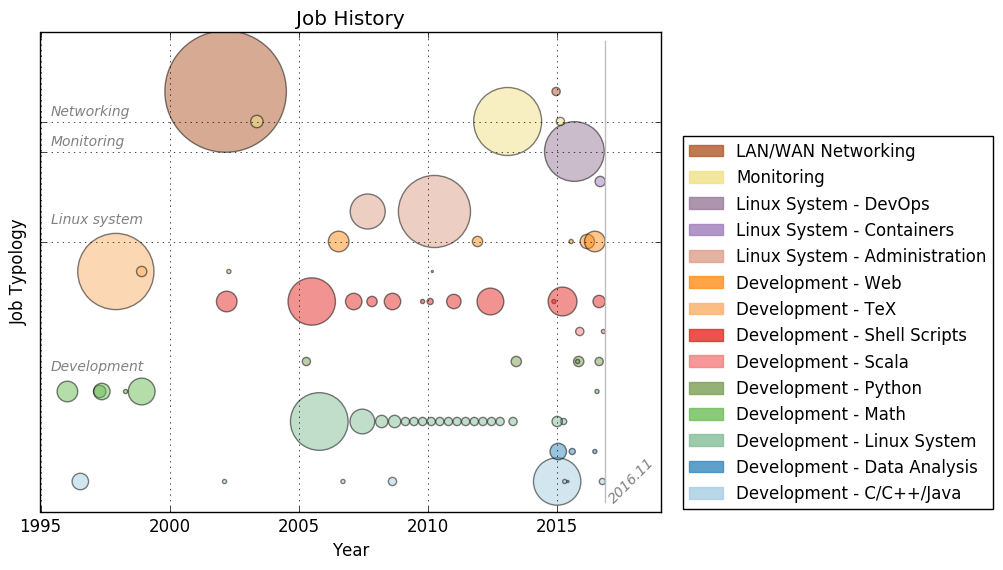 Job History
Networking
Monitoring
Linux system
Development
Job Typology
1995
2000
2005
2010
2015
Year
2016.11
LAN/WAN Networking
Monitoring
Linux System - DevOps
Linux System - Containers
Linux System - Administration
Development - Web
Development - TeX
Development - Shell Scripts
Development - Scala
Development - Python
Development - Math
Development - Linux System
Development - Data Analysis
Development - C/C++/Java